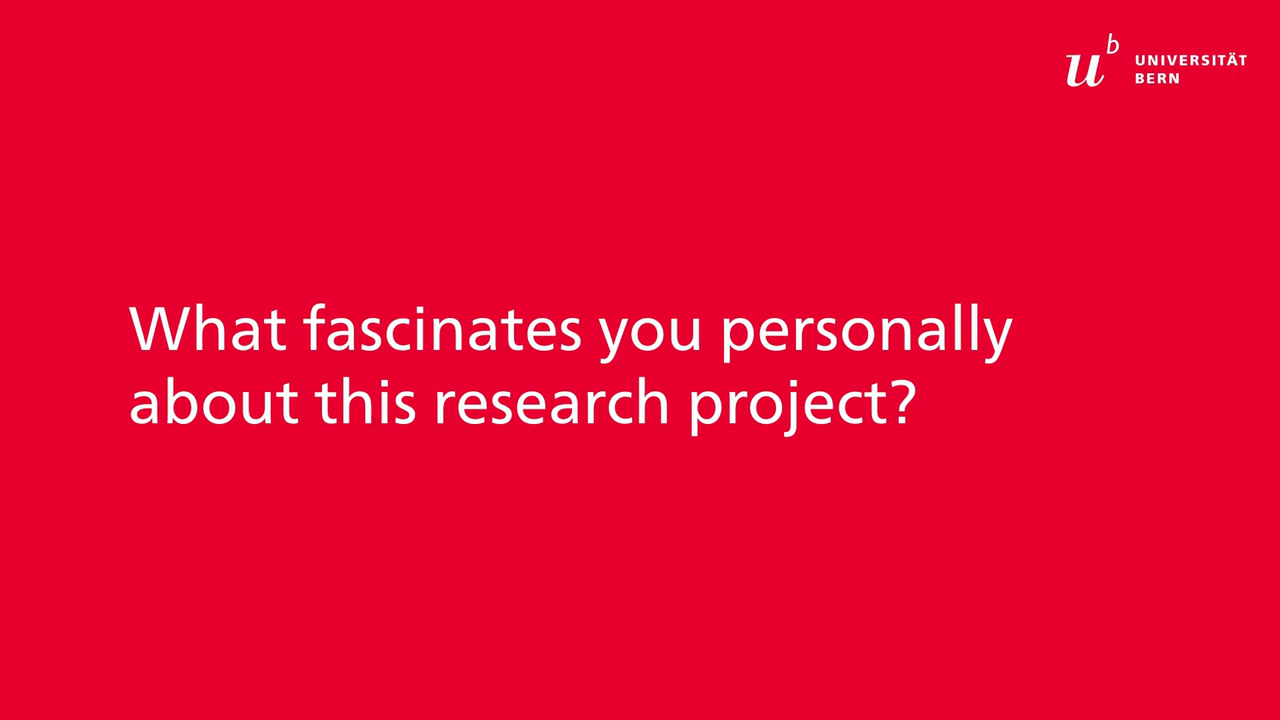 u b
UNIVERSITÄT
BERN
What fascinates you personally
about this research project?